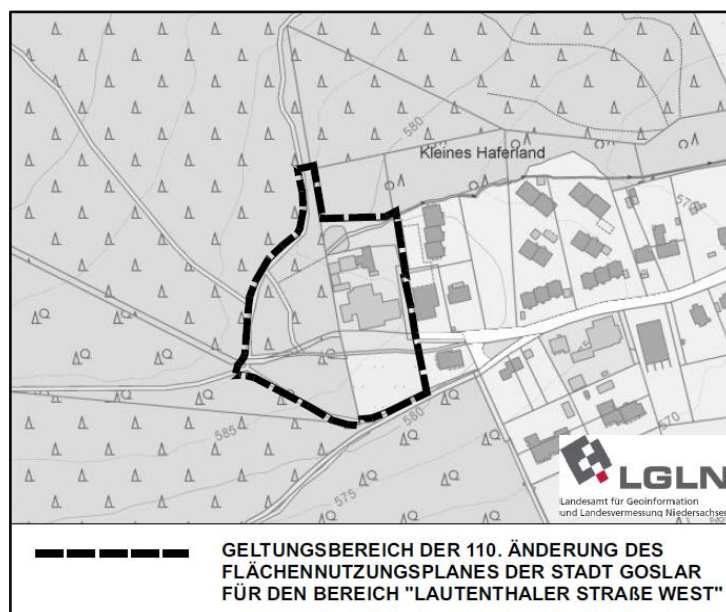 580
Kleines Haferland
585
580
575
570
LGLN
Landesamt für Geoinformation
und Landesvermessung Niedersachsen
GELTUNGSBEREICH DER 110. ÄNDERUNG DES
FLÄCHENNUTZUNGSPLANES DER STADT GOSLAR
FÜR DEN BEREICH "LAUTENTHALER STRAßE WEST"